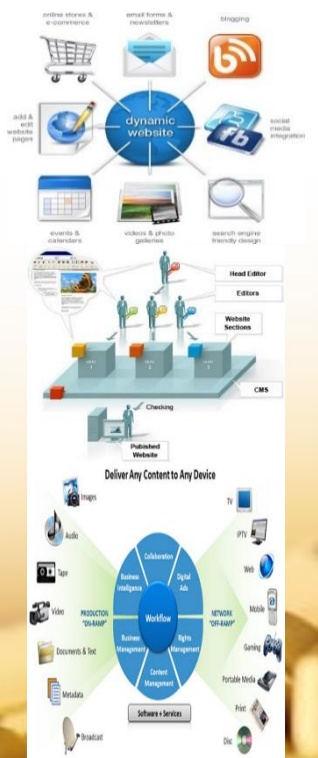 online stores &
e-commerce
email forms &
newsletters
blogging
add &
edit
website
pages
dynamic
website
social
media
integration
events &
calendars
videos & photo
galleries
search engine
friendly design
Head Editor
Editors
Website
Sections
1
2
3
CMS
Checking
Pubished
Website
Deliver Any Content to Any Device
Images
Audio
Tape
Video
Documents & Text
Metadata
Broadcast
PRODUCTION
"ON-RAMP"
Collaboration
Business
Intelligence
Digital
Ads
Workflow
Business
Management
Rights
Management
Content
Management
Software + Services
NETWORK
"OFF-RAMP"
TV
IPTV
Web
Mobile
Gaming
Portable Media
Print
Disc